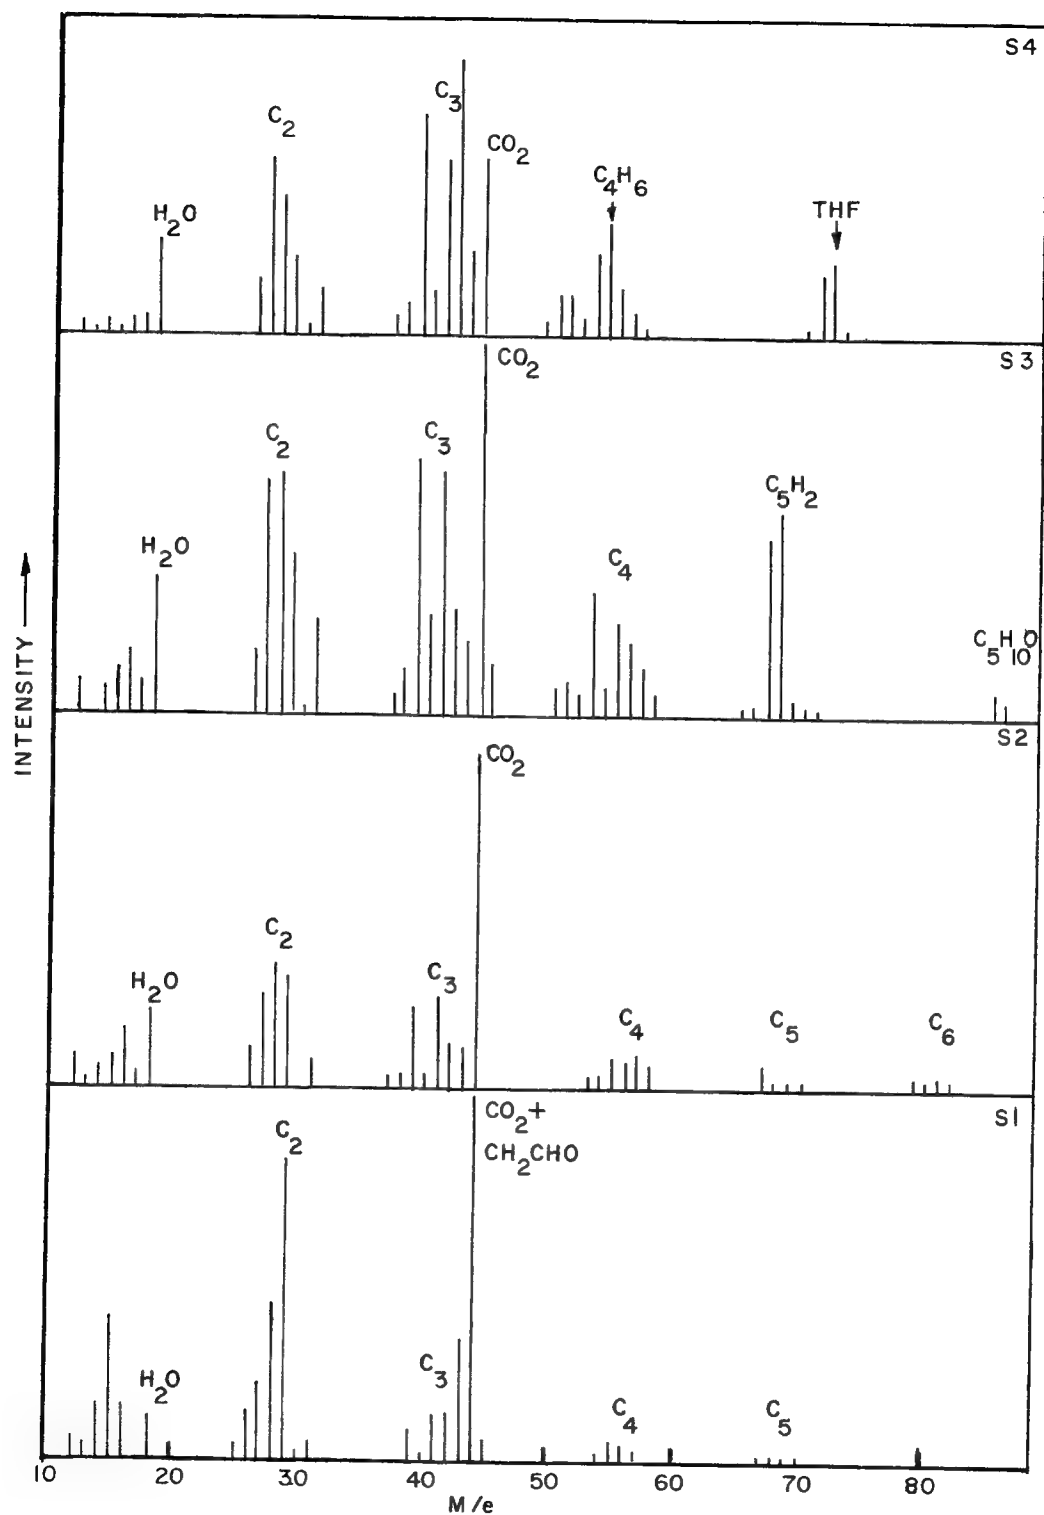 S4
C3
C2
CO2
C4H6
H2O
THF
S3
CO2
C2
C3
C5H2
H2O
C4
C5H10O
INTENSITY
S2
CO2
C2
H2O
C3
C4
C5
C6
S1
CO2+
CH2CHO
C2
C3
H2O
C4
C5
10 30 40 50 60 70 80
M/e